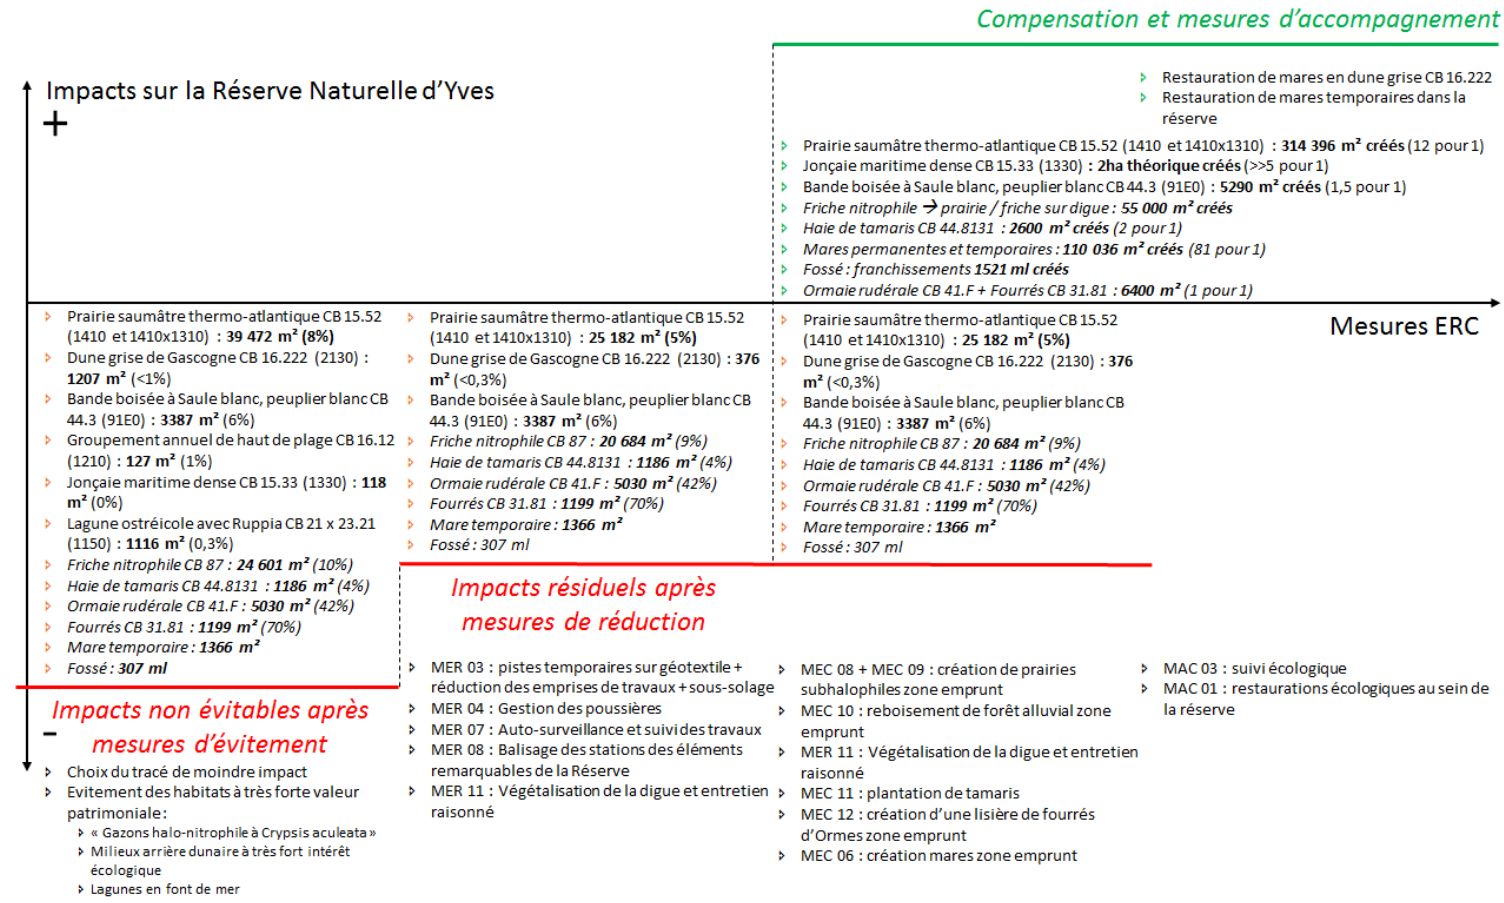 Compensation et mesures d'accompagnement
Restauration de mares en dune grise CB 16.222
Restauration de mares temporaires dans la
réserve
Impacts sur la Réserve Naturelle d'Yves
+
Prairie saumâtre thermo-atlantique CB 15.52 (1410 et 1410x1310) : 314 396 m² créés (12 pour 1)
Jonçaie maritime dense CB 15.33 (1330) : 2ha théorique créés (>>5 pour 1)
Bande boisée à Saule blanc, peuplier blanc CB 44.3 (91E0) : 5290 m² créés (1,5 pour 1)
Friche nitrophile → prairie / friche sur digue : 55 000 m² créés
Haie de tamaris CB 44.8131 : 2600 m² créés (2 pour 1)
Mares permanentes et temporaires : 110 036 m² créés (81 pour 1)
Fossé : franchissements 1521 ml créés
Ormaie rudérale CB 41.F + Fourrés CB 31.81 : 6400 m² (1 pour 1)
Mesures ERC
Prairie saumâtre thermo-atlantique CB 15.52
(1410 et 1410x1310) : 39 472 m² (8%)
Dune grise de Gascogne CB 16.222 (2130) :
1207 m² (<1%)
Bande boisée à Saule blanc, peuplier blanc CB
44.3 (91E0) : 3387 m² (6%)
Groupement annuel de haut de plage CB 16.12
(1210) : 127 m² (1%)
Jonçaie maritime dense CB 15.33 (1330) : 118
m² (0%)
Lagune ostréicole avec Ruppia CB 21 x 23.21
(1150) : 1116 m² (0,3%)
Friche nitrophile CB 87 : 24 601 m² (10%)
Haie de tamaris CB 44.8131 : 1186 m² (4%)
Ormaie rudérale CB 41.F : 5030 m² (42%)
Fourrés CB 31.81 : 1199 m² (70%)
Mare temporaire : 1366 m²
Fossé : 307 ml
Impacts non évitables après
mesures d'évitement
-
Choix du tracé de moindre impact
Evitement des habitats à très forte valeur
patrimoniale :
« Gazons halo-nitrophile à Crypsis aculeata »
Milieux arrière dunaire à très fort intérêt
écologique
Lagunes en font de mer
Prairie saumâtre thermo-atlantique CB 15.52
(1410 et 1410x1310) : 25 182 m² (5%)
Dune grise de Gascogne CB 16.222 (2130) : 376
m² (<0,3%)
Bande boisée à Saule blanc, peuplier blanc CB
44.3 (91E0) : 3387 m² (6%)
Friche nitrophile CB 87 : 20 684 m² (9%)
Haie de tamaris CB 44.8131 : 1186 m² (4%)
Ormaie rudérale CB 41.F : 5030 m² (42%)
Fourrés CB 31.81 : 1199 m² (70%)
Mare temporaire : 1366 m²
Fossé : 307 ml
Impacts résiduels après
mesures de réduction
MER 03 : pistes temporaires sur géotextile +
réduction des emprises de travaux + sous-solage
MER 04 : Gestion des poussières
MER 07 : Auto-surveillance et suivi des travaux
MER 08 : Balisage des stations des éléments
remarquables de la Réserve
MER 11 : Végétalisation de la digue et entretien
raisonné
Prairie saumâtre thermo-atlantique CB 15.52
(1410 et 1410x1310) : 25 182 m² (5%)
Dune grise de Gascogne CB 16.222 (2130) : 376
m² (<0,3%)
Bande boisée à Saule blanc, peuplier blanc CB
44.3 (91E0) : 3387 m² (6%)
Friche nitrophile CB 87 : 20 684 m² (9%)
Haie de tamaris CB 44.8131 : 1186 m² (4%)
Ormaie rudérale CB 41.F : 5030 m² (42%)
Fourrés CB 31.81 : 1199 m² (70%)
Mare temporaire : 1366 m²
Fossé : 307 ml
MEC 08 + MEC 09 : création de prairies
subhalophiles zone emprunt
MEC 10 : reboisement de forêt alluvial zone
emprunt
MER 11 : Végétalisation de la digue et entretien
raisonné
MEC 11 : plantation de tamaris
MEC 12 : création d'une lisière de fourrés
d'Ormes zone emprunt
MEC 06 : création mares zone emprunt
MAC 03 : suivi écologique
MAC 01 : restaurations écologiques au sein de
la réserve